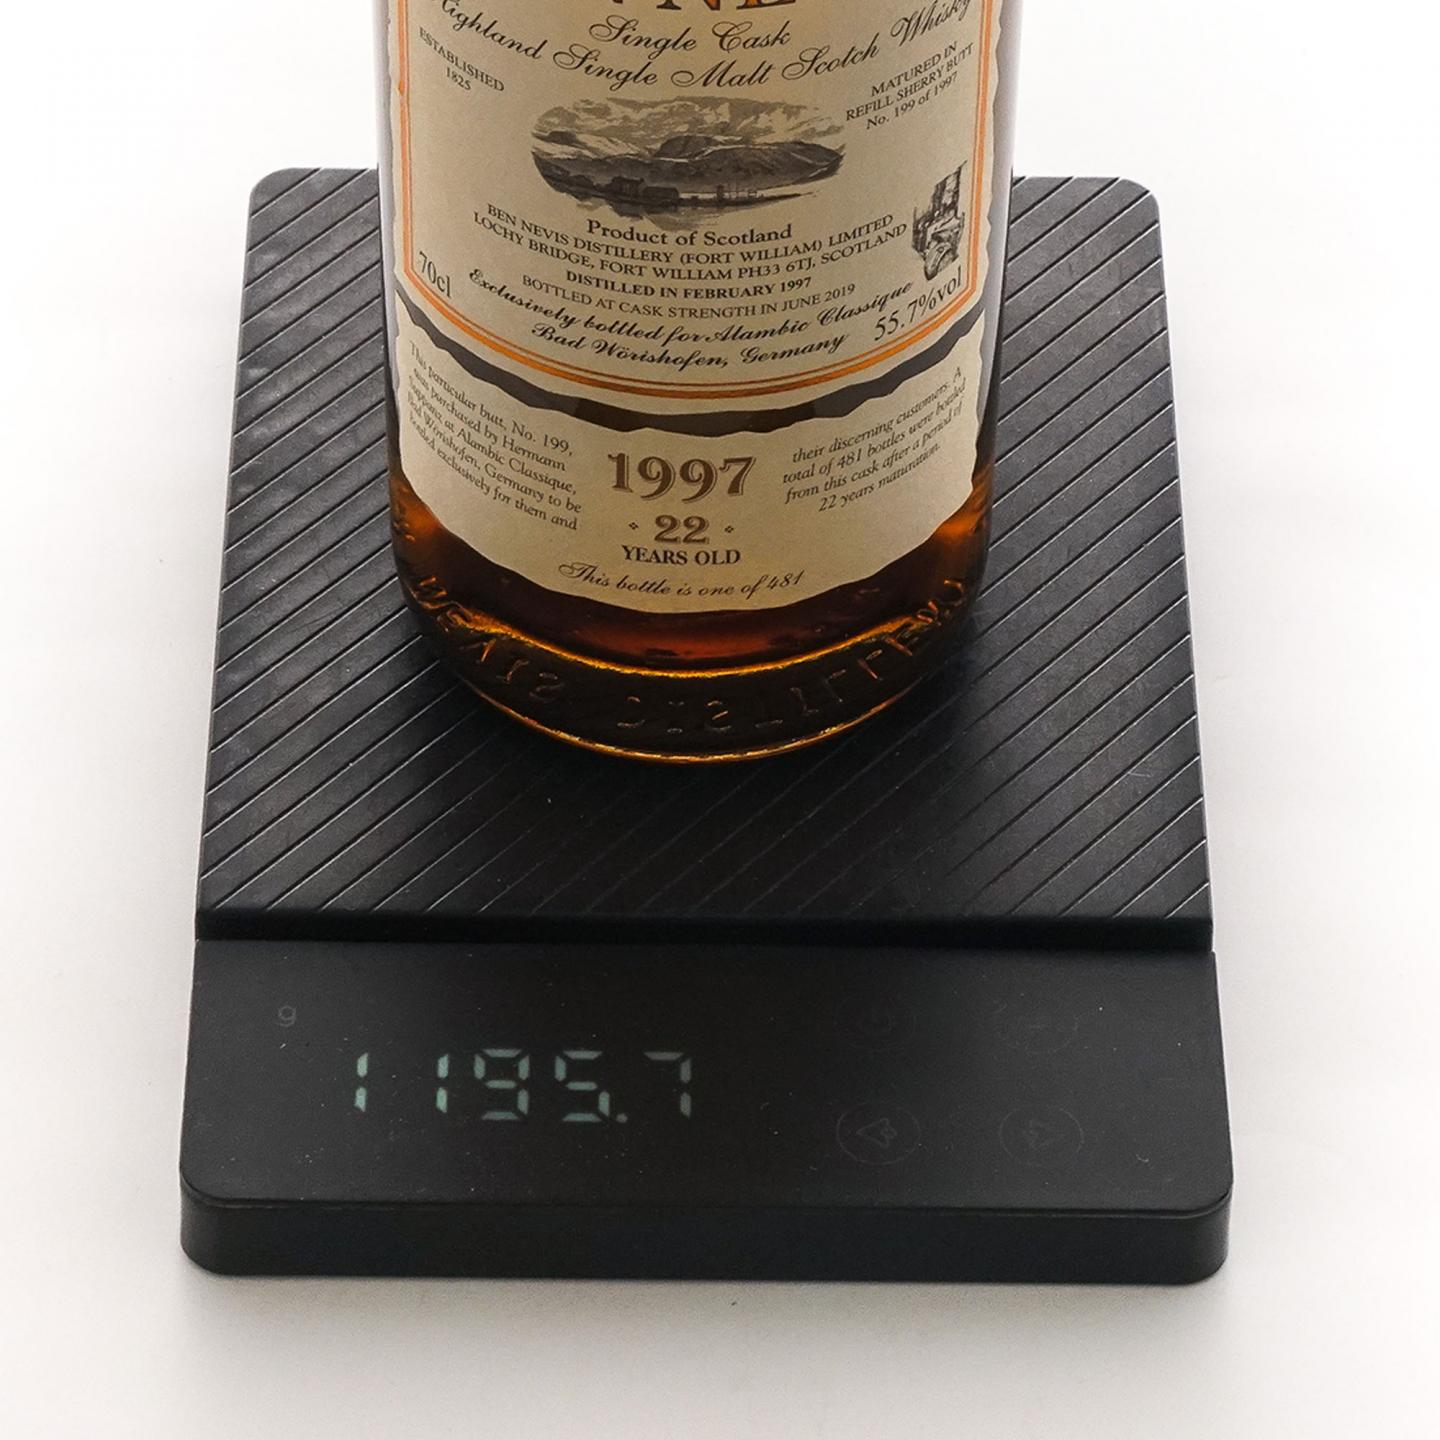 Single Cask
Highland Single Malt Scotch Whisky
ESTABLISHED
1825
MATURED IN
REFILL SHERRY BUTT
No. 199 of 1997
Product of Scotland
BEN NEVIS DISTILLERY (FORT WILLIAM) LIMITED
LOCHY BRIDGE, FORT WILLIAM PH33 6TJ, SCOTLAND
DISTILLED IN FEBRUARY 1997
BOTTLED AT CASK STRENGTH IN JUNE 2019
70cl
Exclusively bottled for Alambic Classique
55.7%vol
Bad Wörishofen, Germany
This particular butt, No. 199,
was purchased by Hermann
at Alambic Classique,
Bad Wörishofen, Germany to be
bottled exclusively for them and
their discerning customers. A
total of 481 bottles were bottled
from this cask after a period of
22 years maturation.
1997
22
YEARS OLD
This bottle is one of 481
g
1195.7